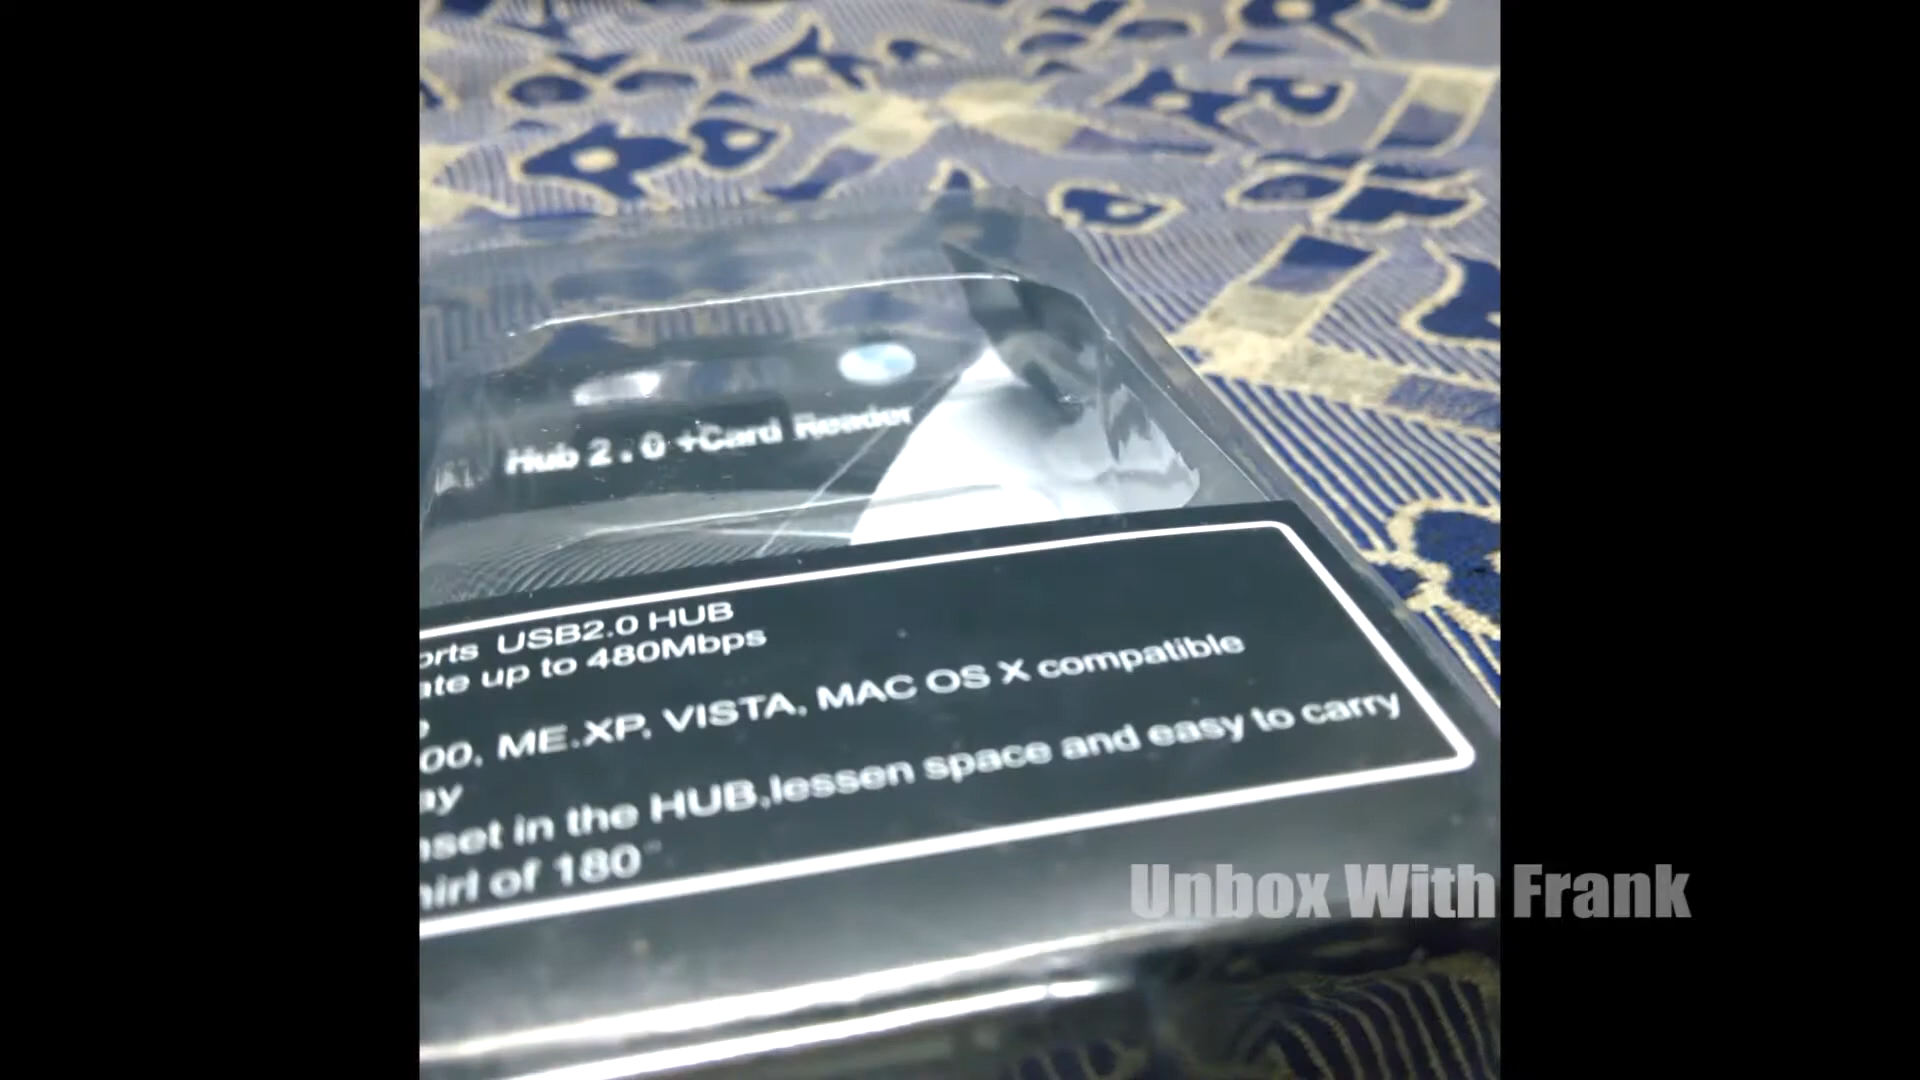 Hub 2.0 +Card Reader
orts USB2.0 HUB
ate up to 480Mbps
00, ME.XP, VISTA, MAC OS X compatible
ay
nset in the HUB,lessen space and easy to carry
hirl of 180°
Unbox With Frank